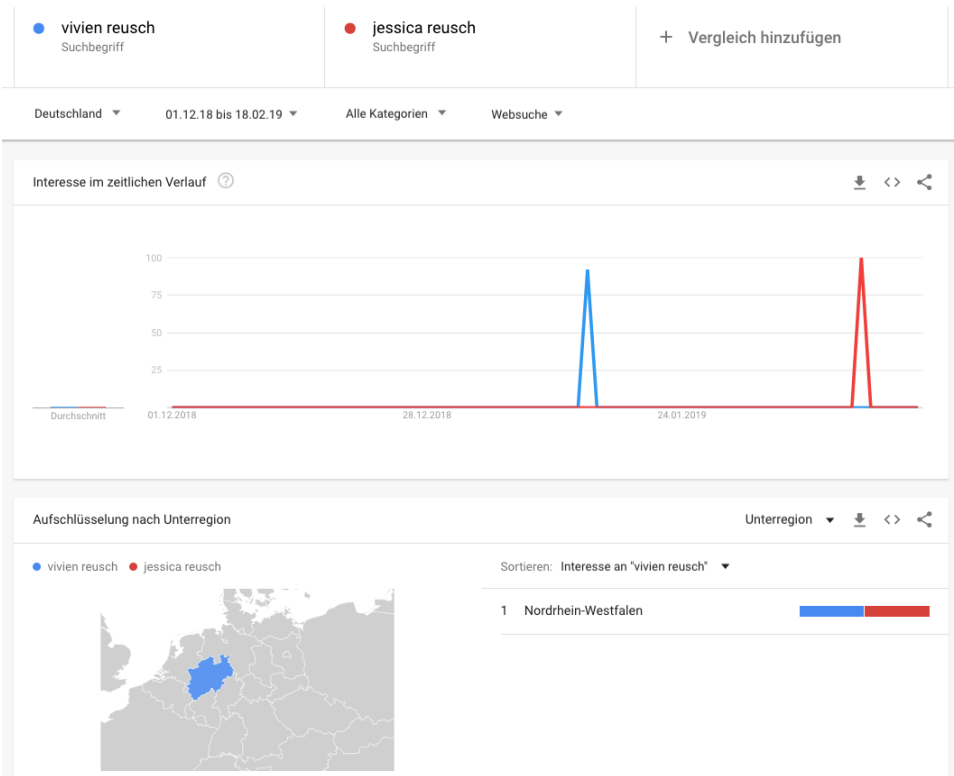 vivien reusch
Suchbegriff
jessica reusch
Suchbegriff
+ Vergleich hinzufügen
Deutschland
01.12.18 bis 18.02.19
Alle Kategorien
Websuche
Interesse im zeitlichen Verlauf ?
100
75
50
25
Durchschnitt
01.12.2018
28.12.2018
24.01.2019
Aufschlüsselung nach Unterregion
Unterregion
vivien reusch
jessica reusch
Sortieren: Interesse an "vivien reusch"
1 Nordrhein-Westfalen